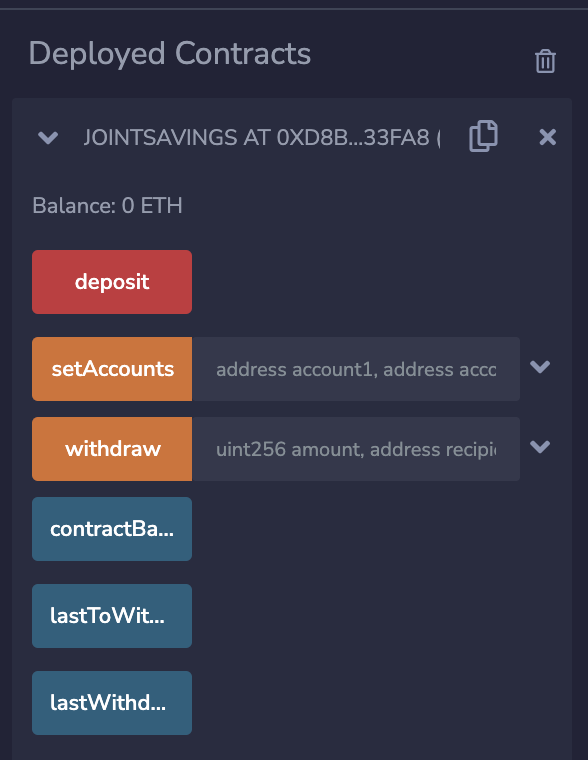 Deployed Contracts
JOINTSAVINGS AT 0XD8B...33FA8 (
Balance: 0 ETH
deposit
setAccounts address account1, address acco
withdraw uint256 amount, address recipie
contractBa...
lastToWit...
lastWithd...